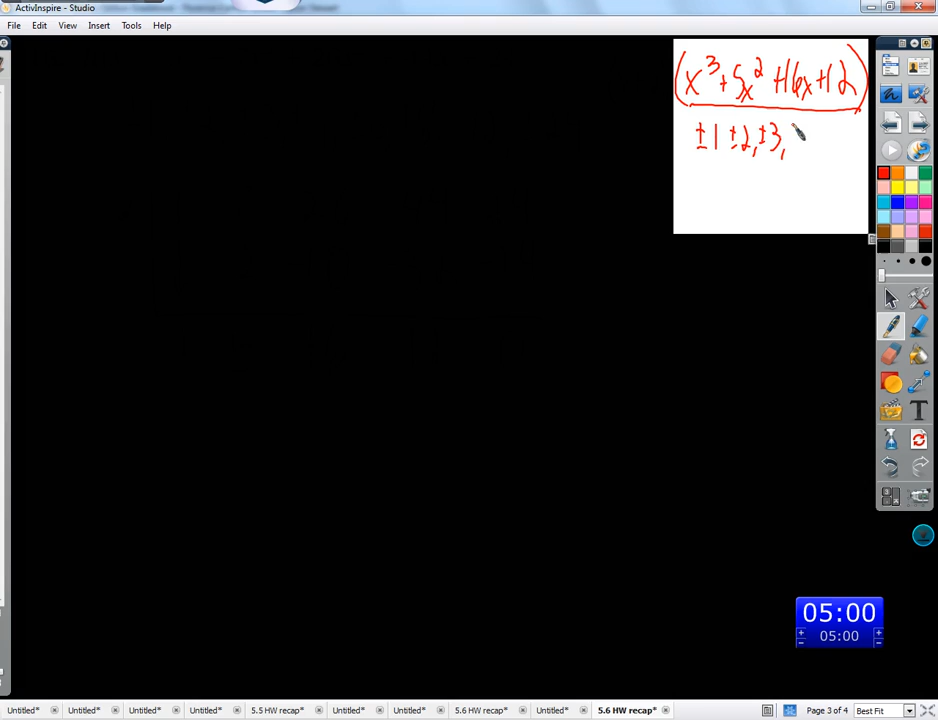 ActivInspire - Studio
File Edit View Insert Tools Help
(x³+5x²+16x+12)
±1 ±2, ±3,
05:00
05:00
Untitled* Untitled* Untitled* Untitled* 5.5 HW recap* Untitled* Untitled* 5.6 HW recap* Untitled* 5.6 HW recap* Page 3 of 4 Best Fit